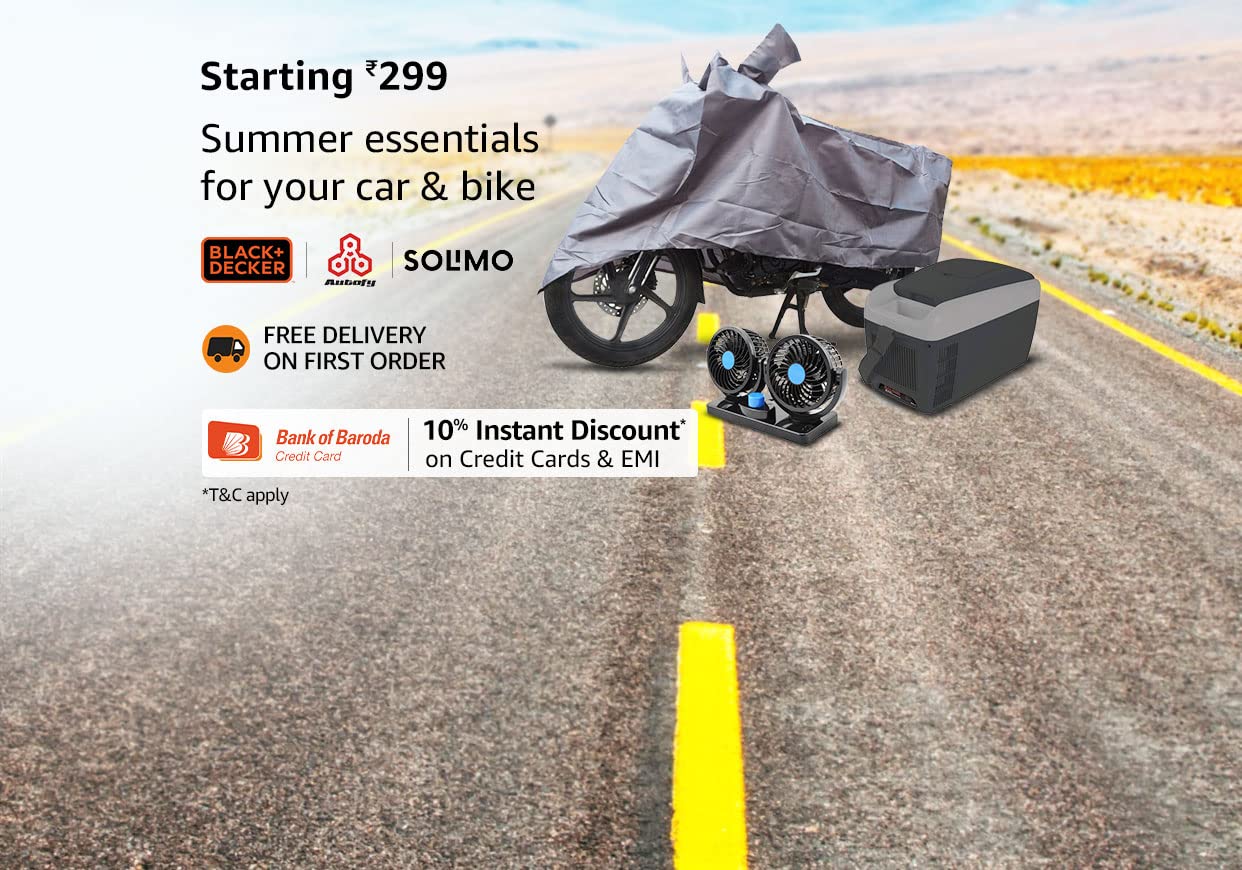 Starting ₹299
Summer essentials
for your car & bike
BLACK+
DECKER
Autofy
SOLIMO
FREE DELIVERY
ON FIRST ORDER
Bank of Baroda
Credit Card
10% Instant Discount*
on Credit Cards & EMI
*T&C apply